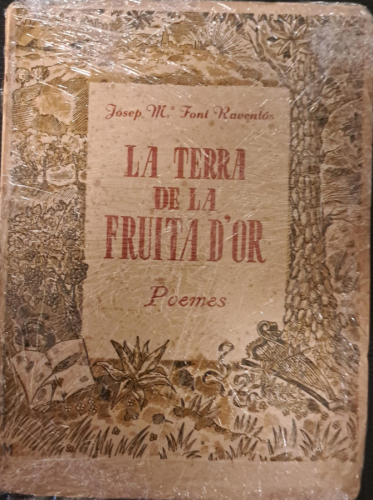 Josep M.ª Font Raventós
LA TERRA
DE LA
FRUITA D'OR
Poemes